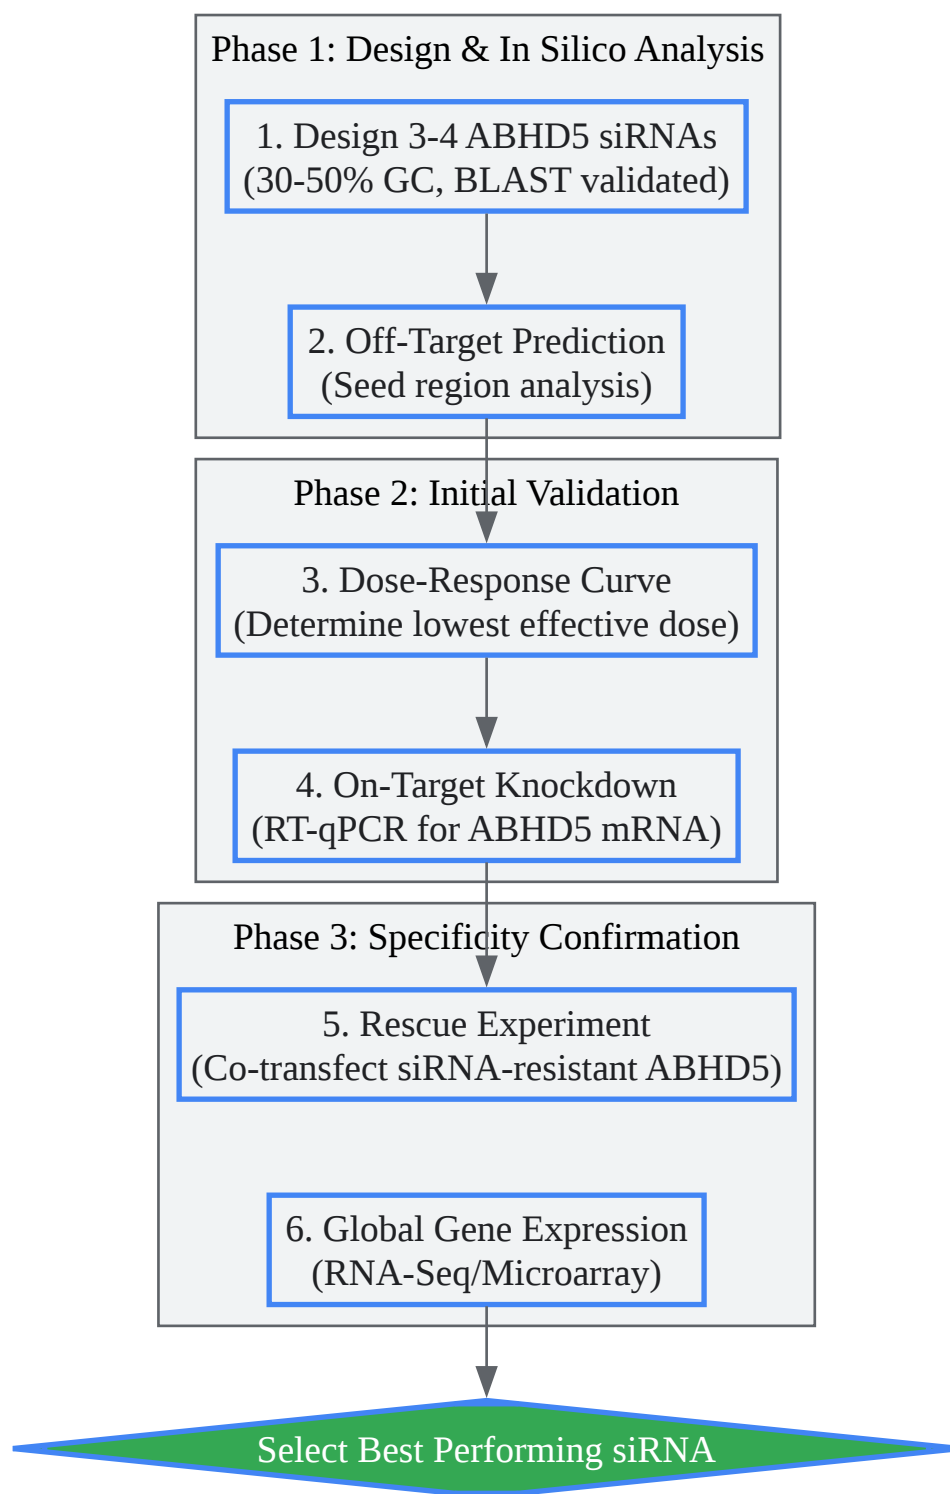 Phase 1: Design & In Silico Analysis
1. Design 3-4 ABHD5 siRNAs
(30-50% GC, BLAST validated)
2. Off-Target Prediction
(Seed region analysis)
Phase 2: Initial Validation
3. Dose-Response Curve
(Determine lowest effective dose)
4. On-Target Knockdown
(RT-qPCR for ABHD5 mRNA)
Phase 3: Specificity Confirmation
5. Rescue Experiment
(Co-transfect siRNA-resistant ABHD5)
6. Global Gene Expression
(RNA-Seq/Microarray)
Select Best Performing siRNA